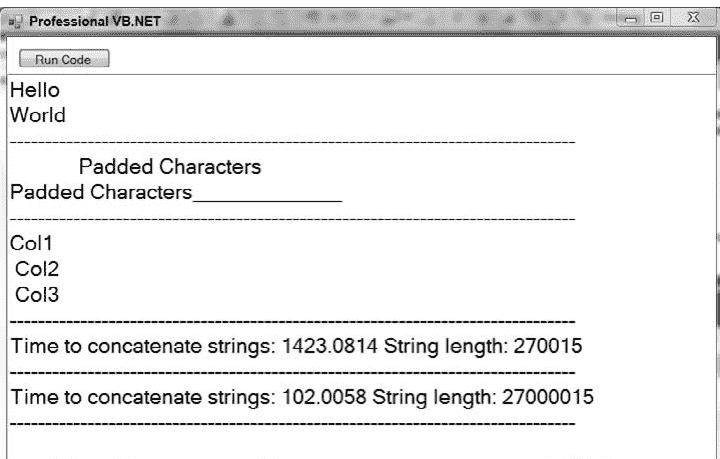 Professional VB.NET
Run Code
Hello
World
--------------------------------------------------------------------------------
Padded Characters
Padded Characters______________
--------------------------------------------------------------------------------
Col1
Col2
Col3
--------------------------------------------------------------------------------
Time to concatenate strings: 1423.0814 String length: 270015
--------------------------------------------------------------------------------
Time to concatenate strings: 102.0058 String length: 27000015
--------------------------------------------------------------------------------